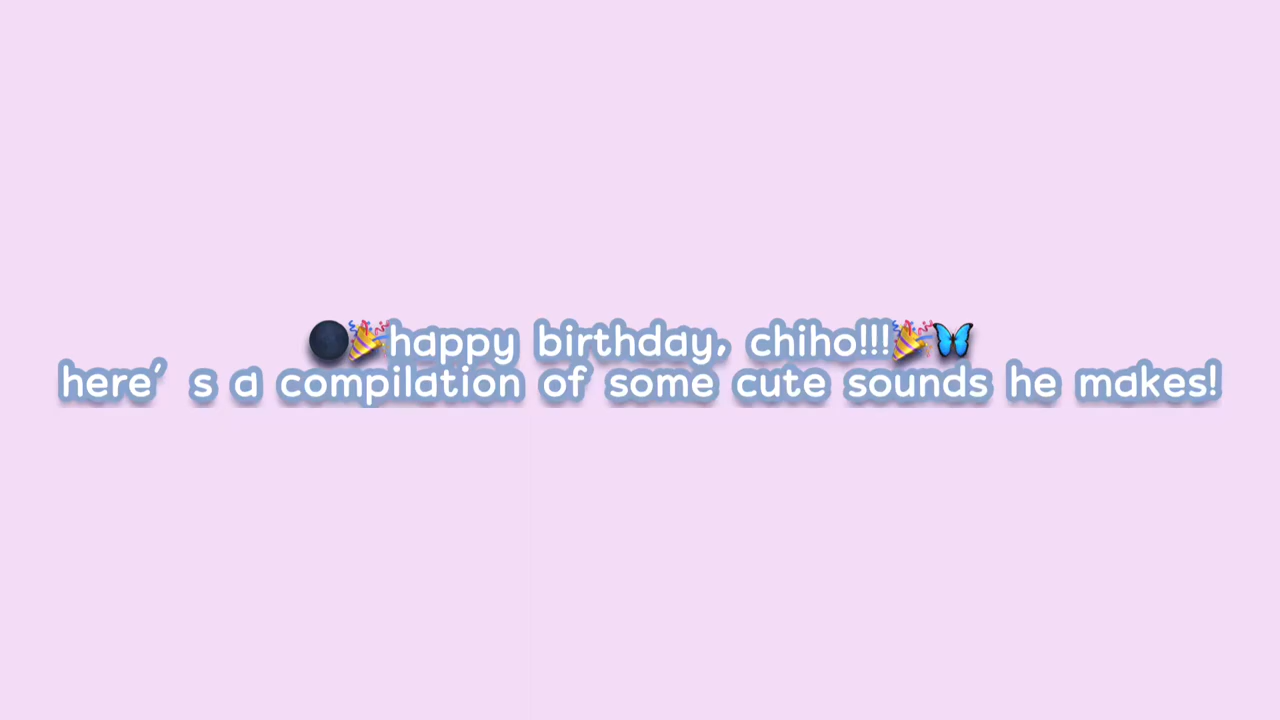 🌑🎉happy birthday, chiho!!!🎉🦋
here’s a compilation of some cute sounds he makes!